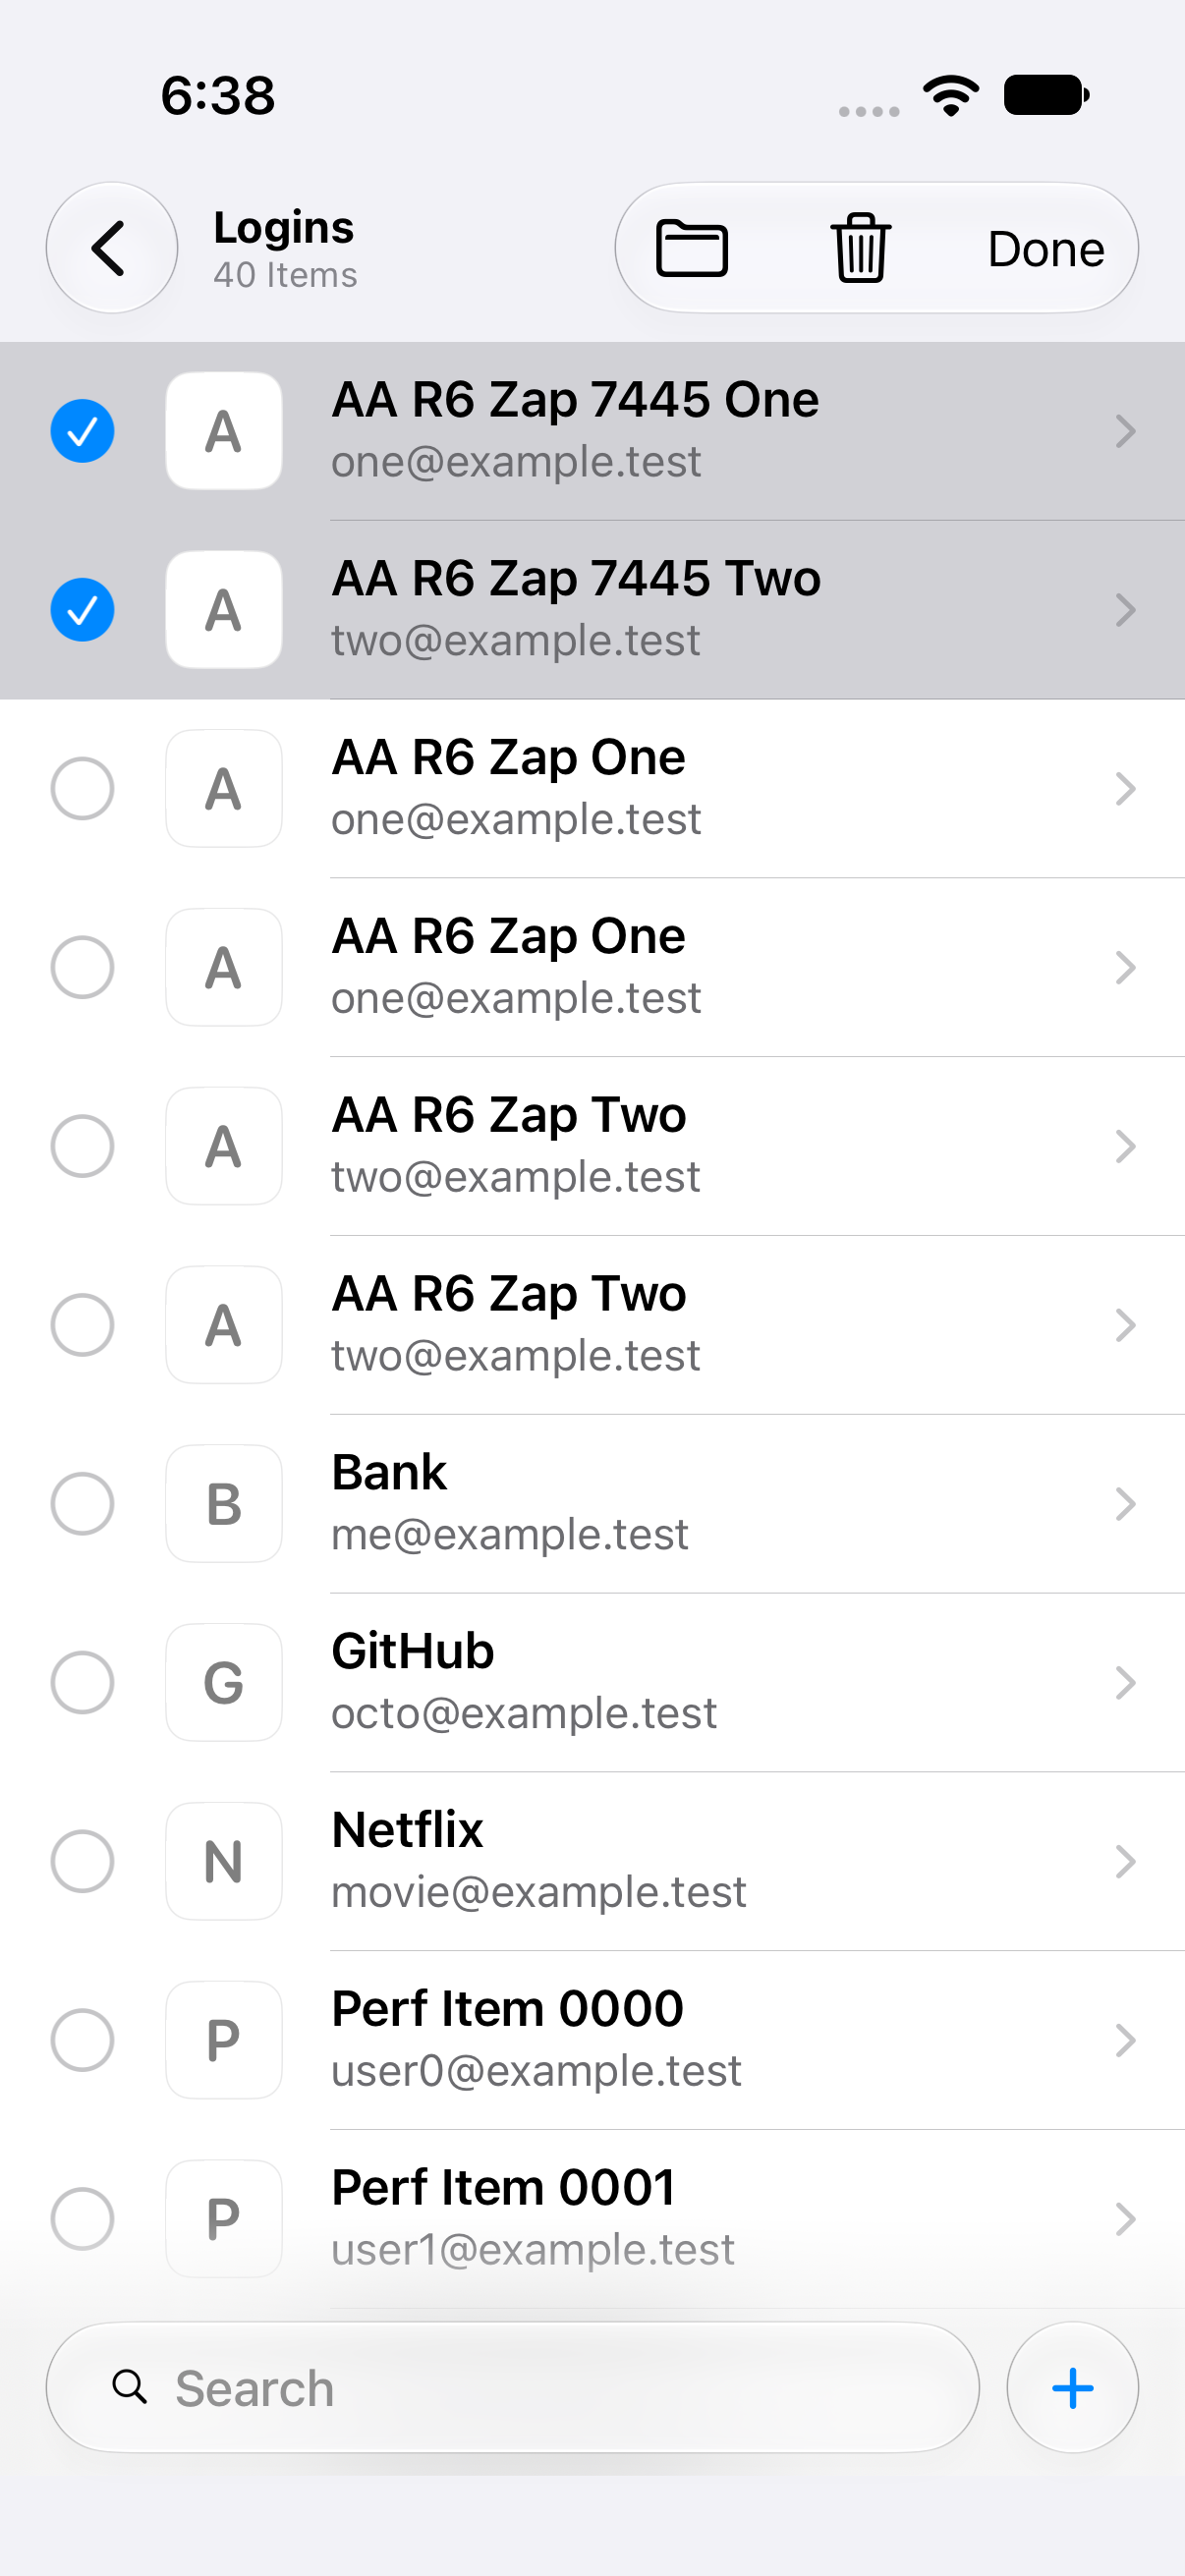 6:38
Logins
40 Items
Done
A
AA R6 Zap 7445 One
one@example.test
A
AA R6 Zap 7445 Two
two@example.test
A
AA R6 Zap One
one@example.test
A
AA R6 Zap One
one@example.test
A
AA R6 Zap Two
two@example.test
A
AA R6 Zap Two
two@example.test
B
Bank
me@example.test
G
GitHub
octo@example.test
N
Netflix
movie@example.test
P
Perf Item 0000
user0@example.test
P
Perf Item 0001
user1@example.test
Search